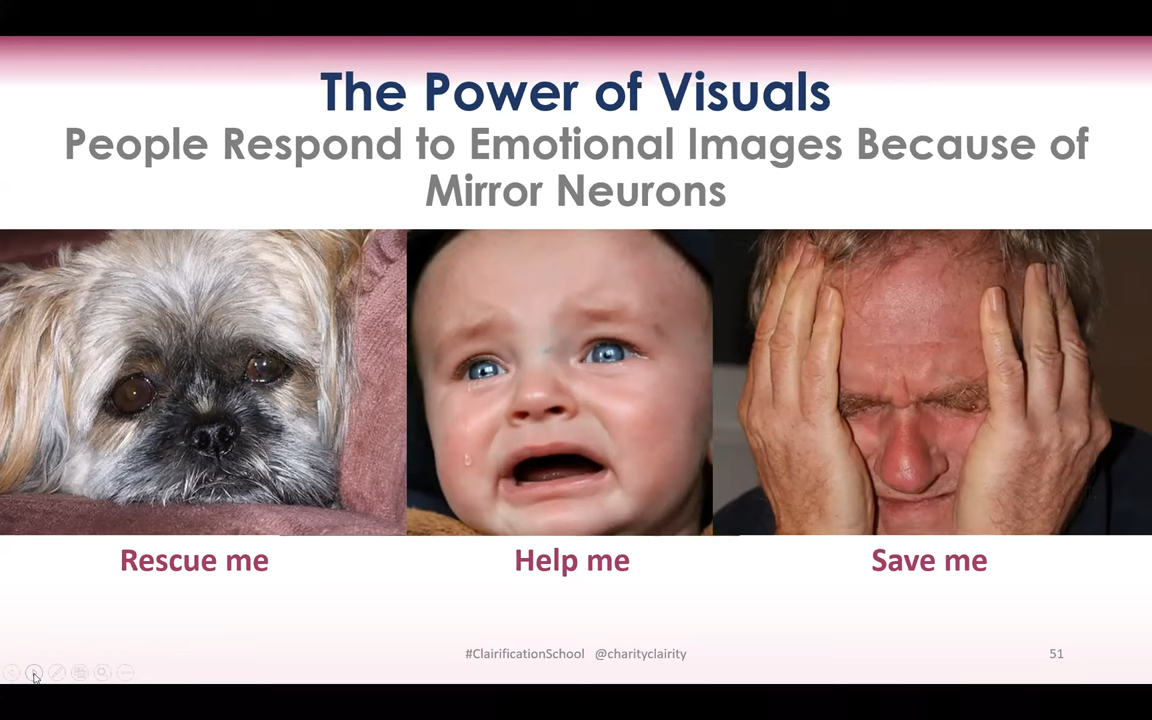 The Power of Visuals
People Respond to Emotional Images Because of
Mirror Neurons
Rescue me
Help me
Save me
#ClairificationSchool @charityclairity
51